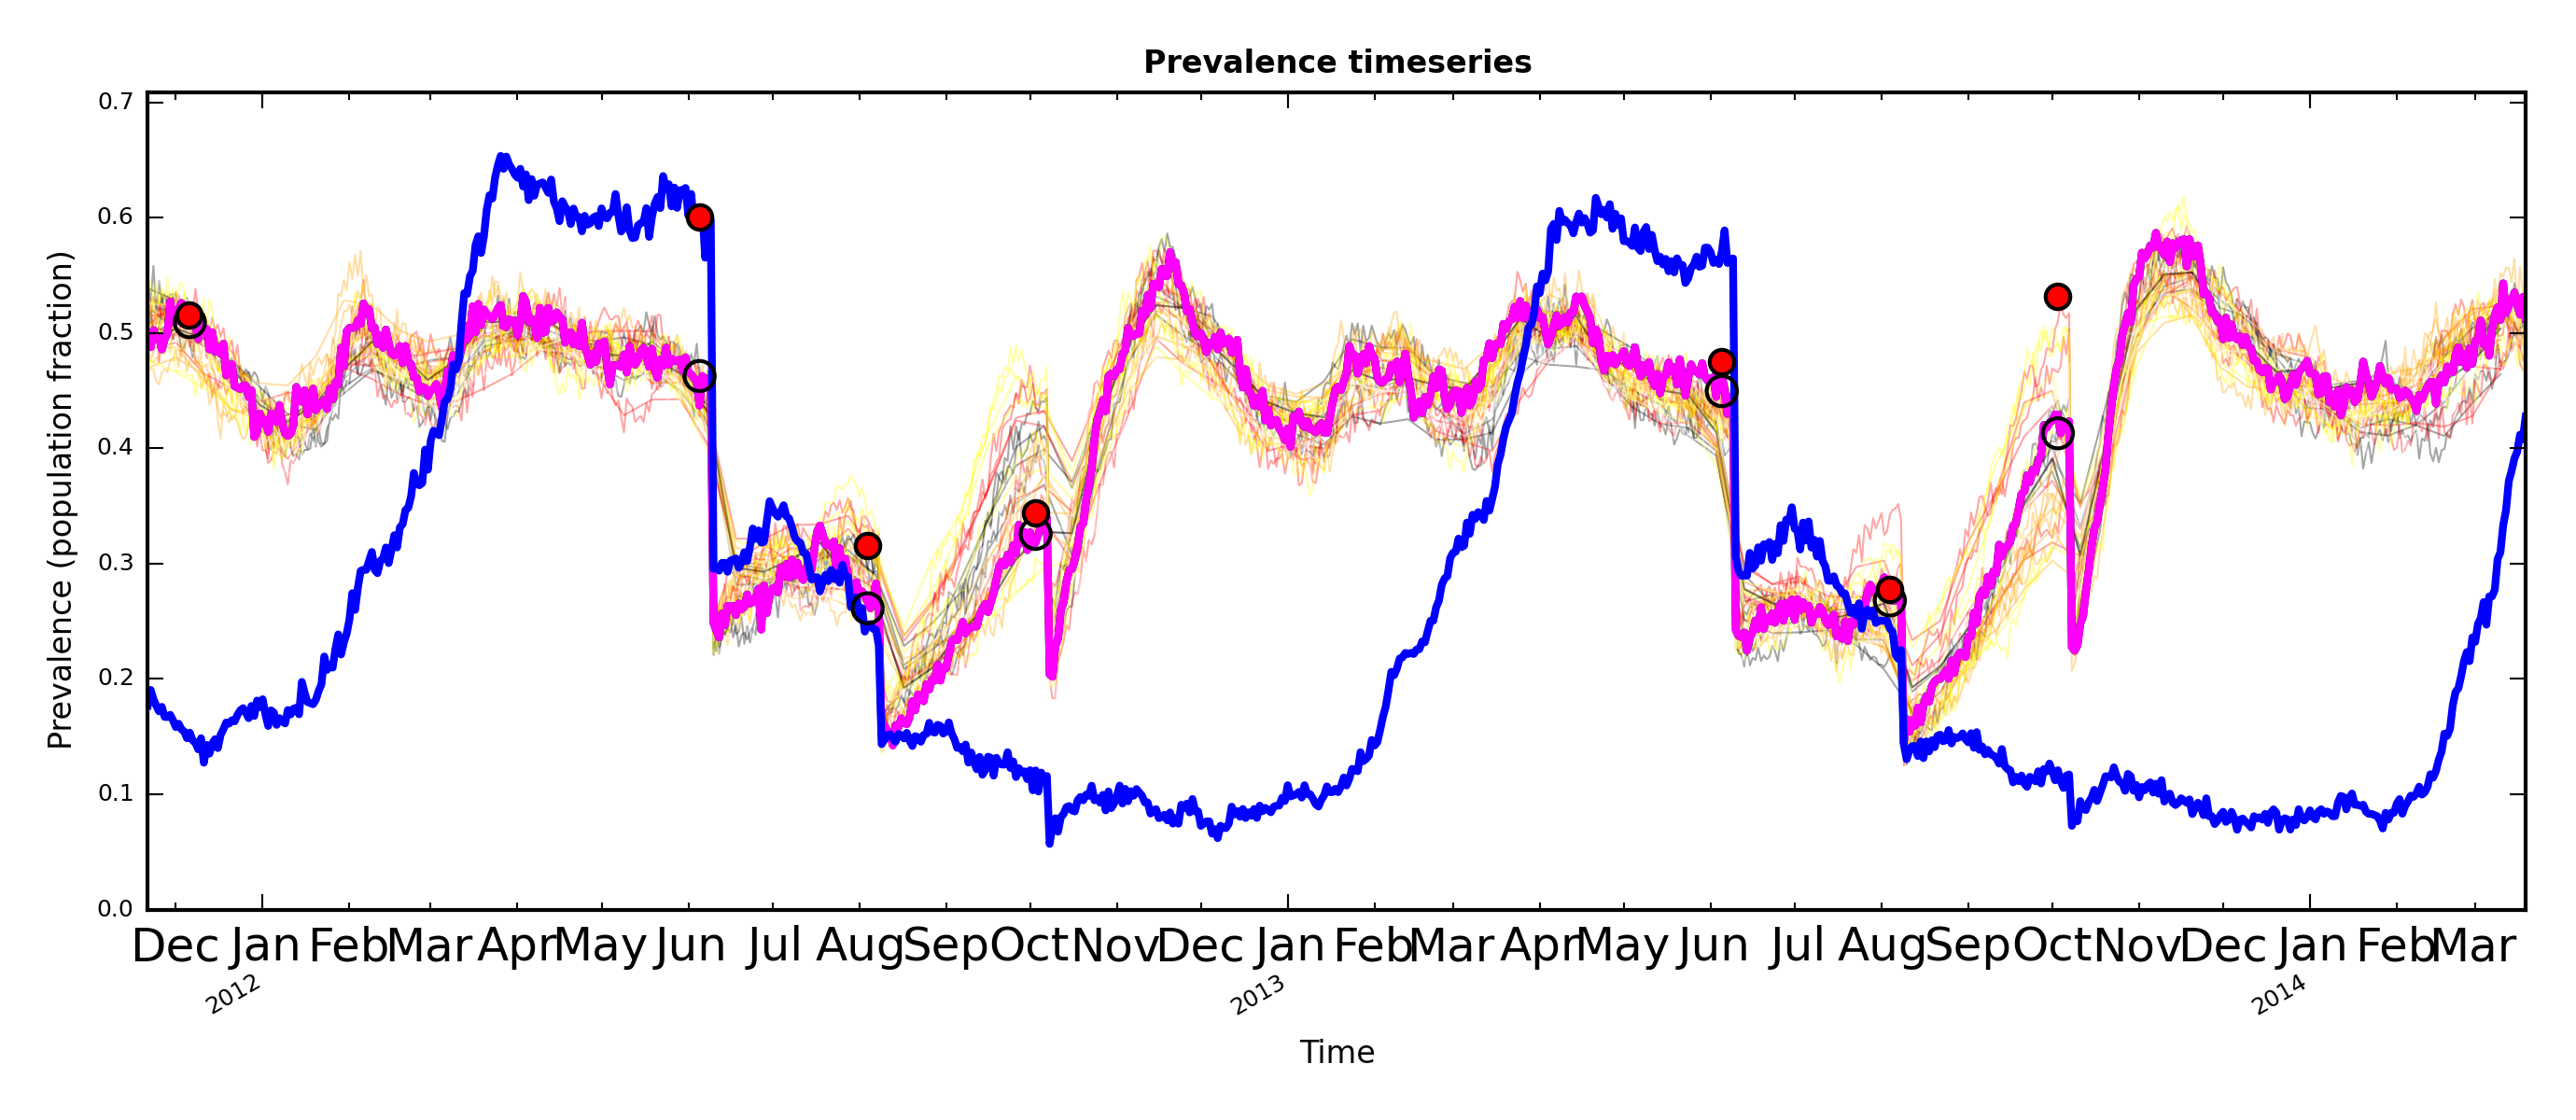 Prevalence timeseries
Prevalence (population fraction)
0.7
0.6
0.5
0.4
0.3
0.2
0.1
0.0
Dec Jan Feb Mar Apr May Jun Jul Aug Sep Oct Nov Dec Jan Feb Mar Apr May Jun Jul Aug Sep Oct Nov Dec Jan Feb Mar
2012 2013 2014
Time